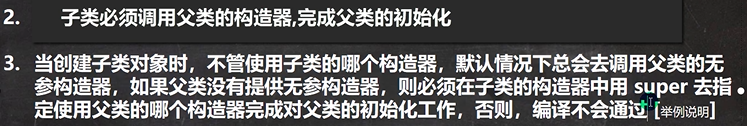 2. 子类必须调用父类的构造器,完成父类的初始化
3. 当创建子类对象时，不管使用子类的哪个构造器，默认情况下总会去调用父类的无
参构造器，如果父类没有提供无参构造器，则必须在子类的构造器中用 super 去指
定使用父类的哪个构造器完成对父类的初始化工作，否则，编译不会通过 [举例说明]